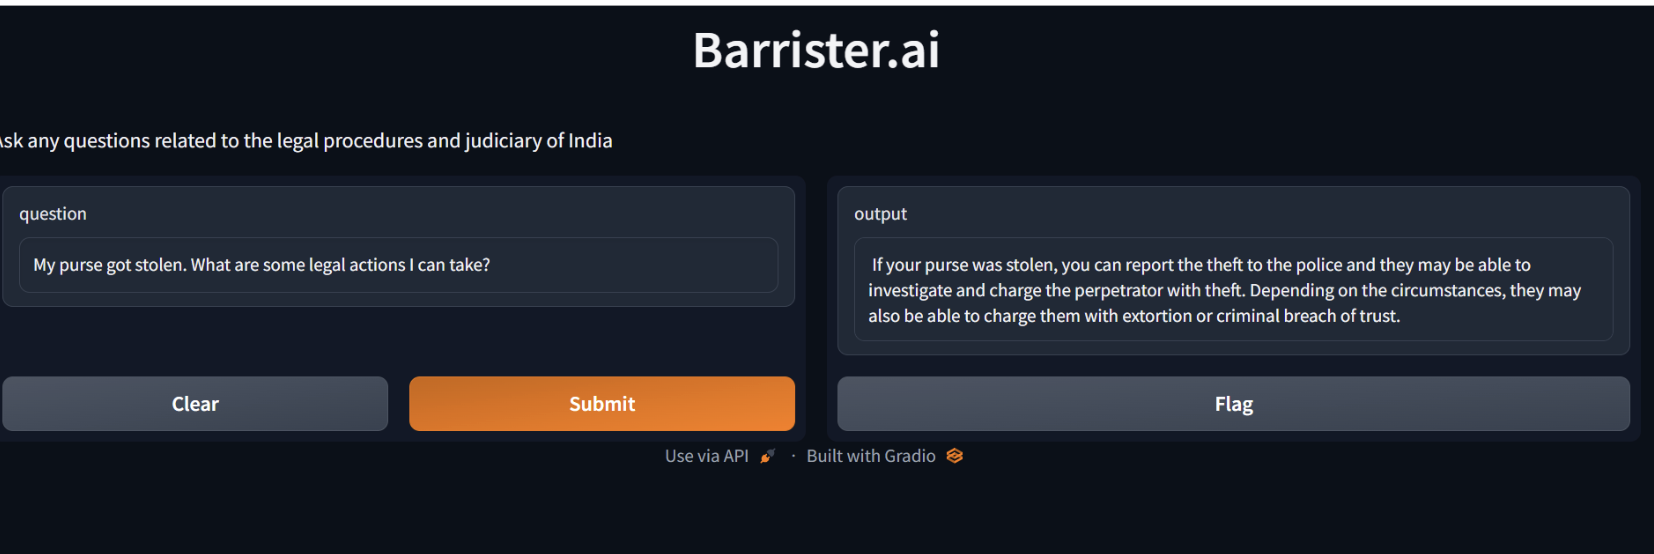 Barrister.ai
Ask any questions related to the legal procedures and judiciary of India
question
My purse got stolen. What are some legal actions I can take?
Clear
Submit
output
If your purse was stolen, you can report the theft to the police and they may be able to
investigate and charge the perpetrator with theft. Depending on the circumstances, they may
also be able to charge them with extortion or criminal breach of trust.
Flag
Use via API · Built with Gradio